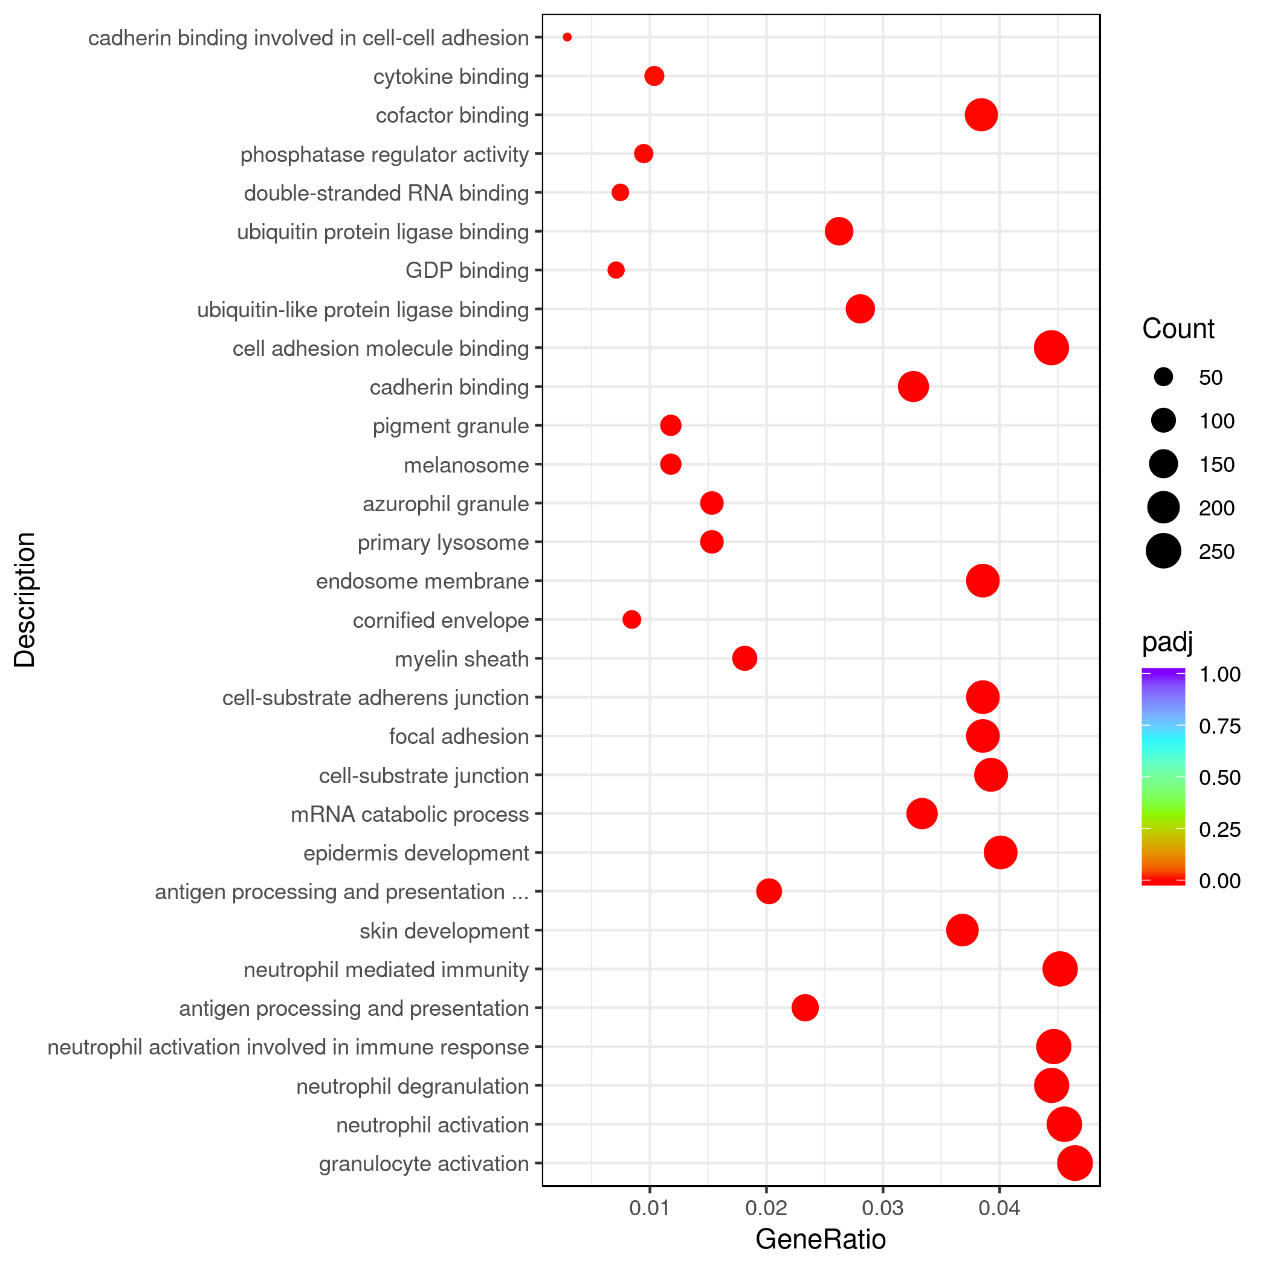 cadherin binding involved in cell-cell adhesion
cytokine binding
cofactor binding
phosphatase regulator activity
double-stranded RNA binding
ubiquitin protein ligase binding
GDP binding
ubiquitin-like protein ligase binding
cell adhesion molecule binding
cadherin binding
pigment granule
melanosome
azurophil granule
primary lysosome
endosome membrane
cornified envelope
myelin sheath
cell-substrate adherens junction
focal adhesion
cell-substrate junction
mRNA catabolic process
epidermis development
antigen processing and presentation ...
skin development
neutrophil mediated immunity
antigen processing and presentation
neutrophil activation involved in immune response
neutrophil degranulation
neutrophil activation
granulocyte activation
Description
0.01 0.02 0.03 0.04
GeneRatio
Count
50
100
150
200
250
padj
1.00
0.75
0.50
0.25
0.00